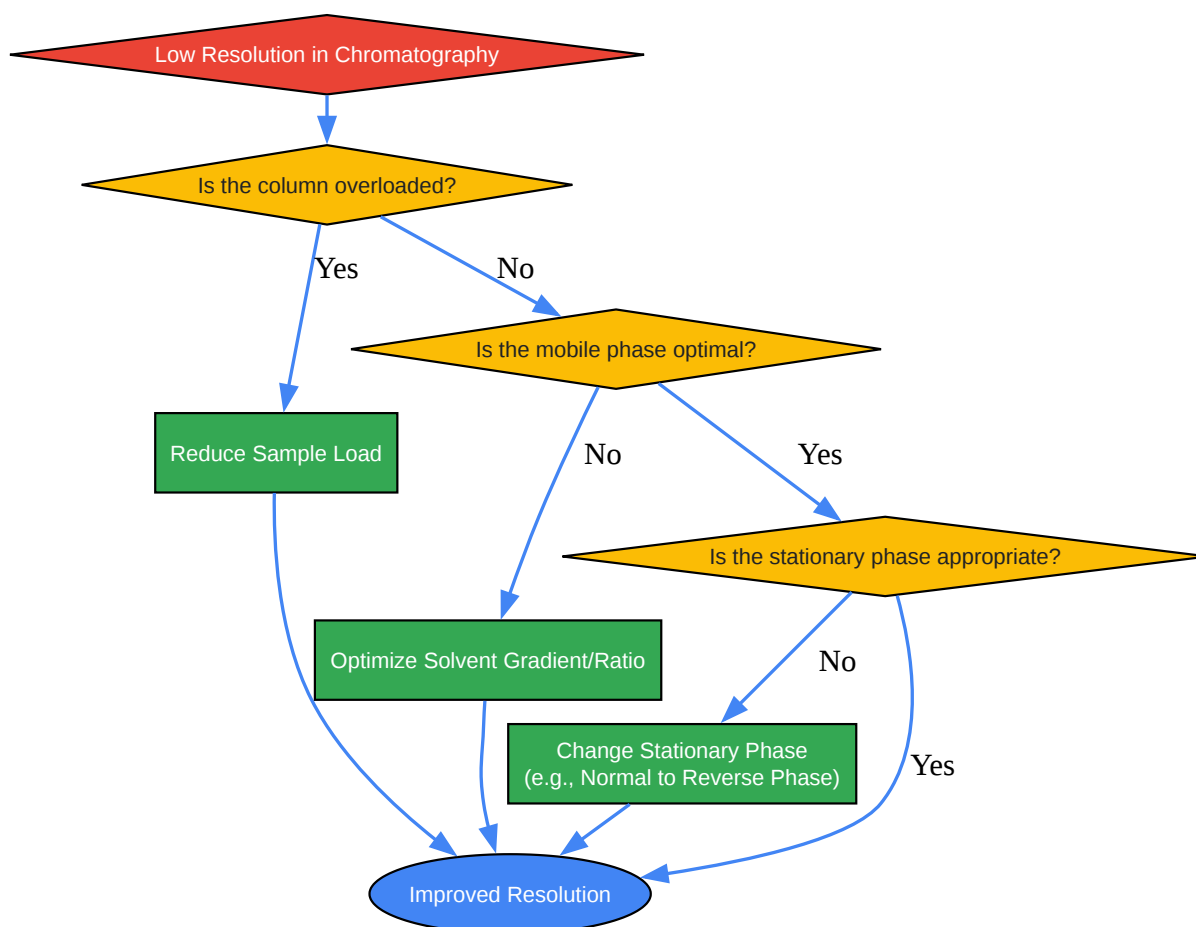 Low Resolution in Chromatography
Is the column overloaded?
Yes
No
Is the mobile phase optimal?
Reduce Sample Load
No
Yes
Is the stationary phase appropriate?
Optimize Solvent Gradient/Ratio
No
Change Stationary Phase
(e.g., Normal to Reverse Phase)
Yes
Improved Resolution